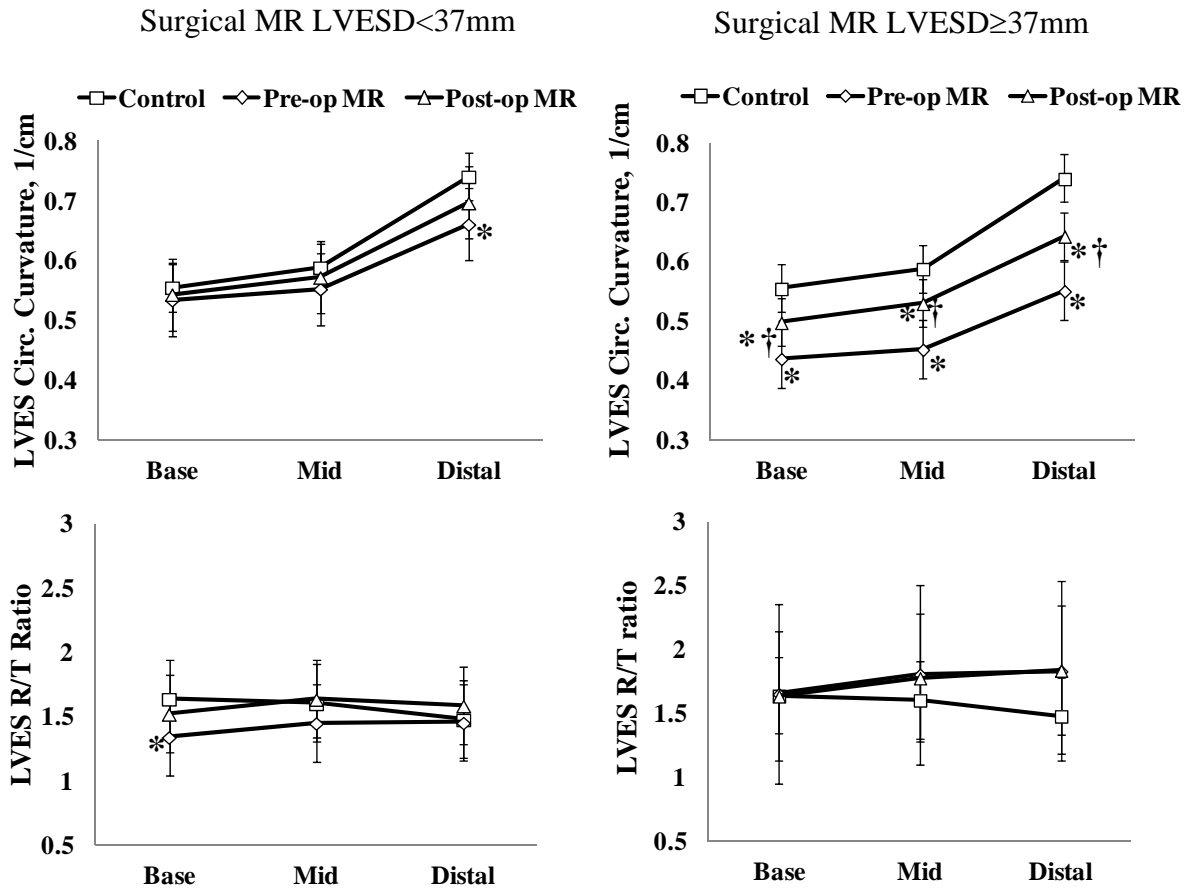 Surgical MR LVESD<37mm
Control Pre-op MR Post-op MR
LVES Circ. Curvature, 1/cm
0.8
0.7
0.6
0.5
0.4
0.3
*
Base Mid Distal
Surgical MR LVESD≥37mm
Control Pre-op MR Post-op MR
LVES Circ. Curvature, 1/cm
0.8
0.7
0.6
0.5
0.4
0.3
*†
*
*†
*
*†
*
Base Mid Distal
LVES R/T Ratio
3
2.5
2
1.5
1
0.5
*
Base Mid Distal
LVES R/T ratio
3
2.5
2
1.5
1
0.5
Base Mid Distal